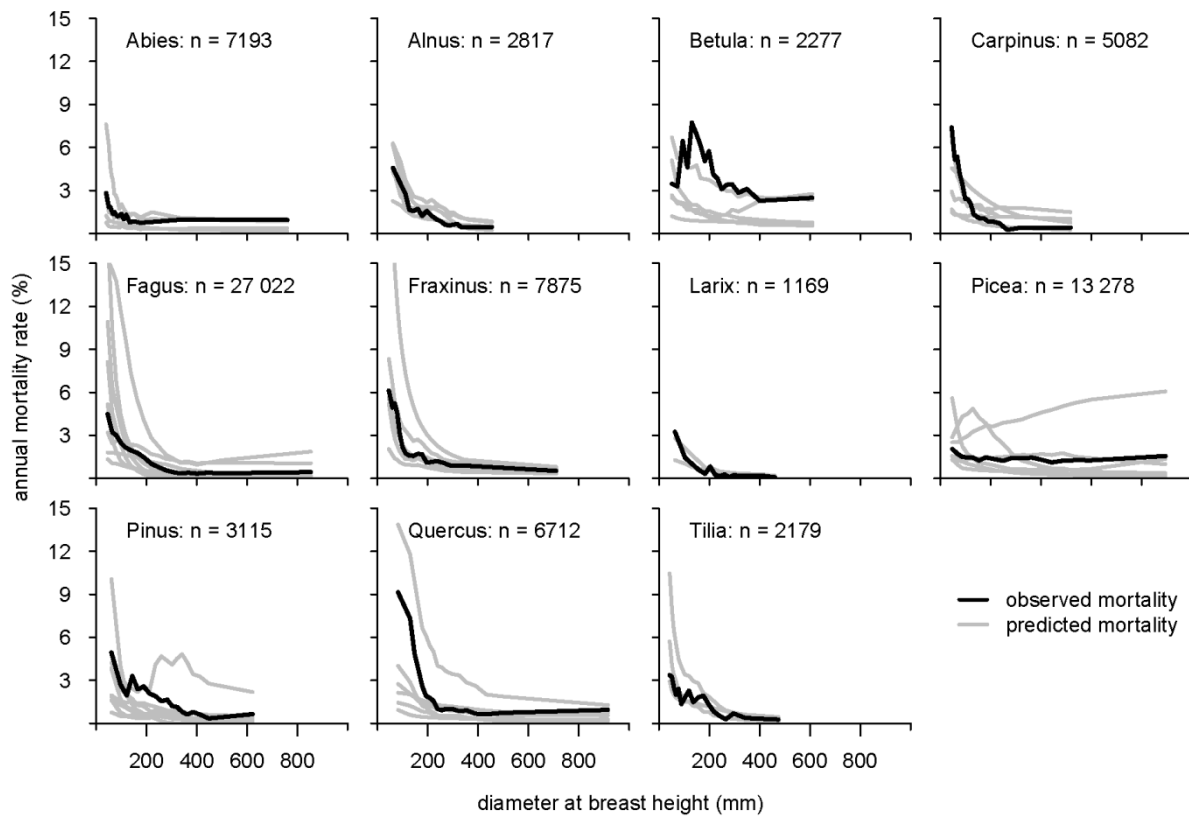 annual mortality rate (%)
15
12
9
6
3
Abies: n = 7193
Alnus: n = 2817
Betula: n = 2277
Carpinus: n = 5082
15
12
9
6
3
Fagus: n = 27 022
Fraxinus: n = 7875
Larix: n = 1169
Picea: n = 13 278
15
12
9
6
3
Pinus: n = 3115
Quercus: n = 6712
Tilia: n = 2179
observed mortality
predicted mortality
200 400 600 800
200 400 600 800
200 400 600 800
diameter at breast height (mm)